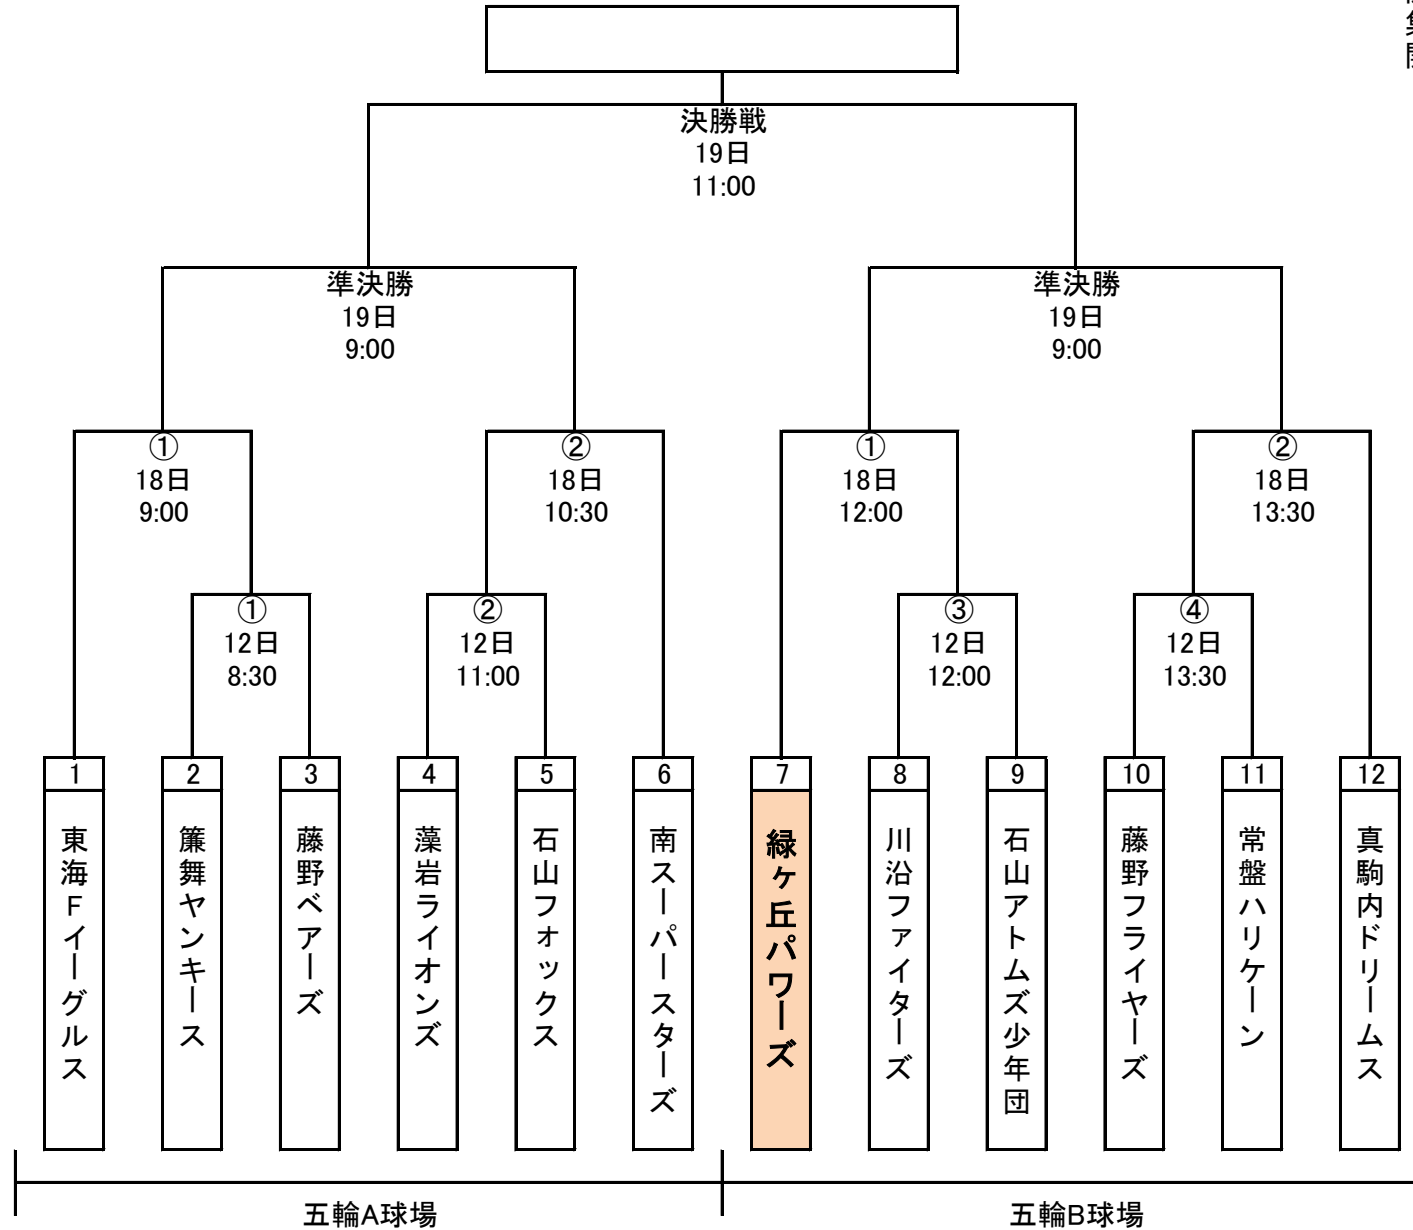 決勝戦
19日
11:00
準決勝
19日
9:00
準決勝
19日
9:00
①
18日
9:00
②
18日
10:30
①
18日
12:00
②
18日
13:30
①
12日
8:30
②
12日
11:00
③
12日
12:00
④
12日
13:30
1
東海Fイーグルス
2
簾舞ヤンキース
3
藤野ベアーズ
4
藻岩ライオンズ
5
石山フォックス
6
南スーパースターズ
7
緑ヶ丘パワーズ
8
川沿ファイターズ
9
石山アトムズ少年団
10
藤野フライヤーズ
11
常盤ハリケーン
12
真駒内ドリームス
五輪A球場
五輪B球場